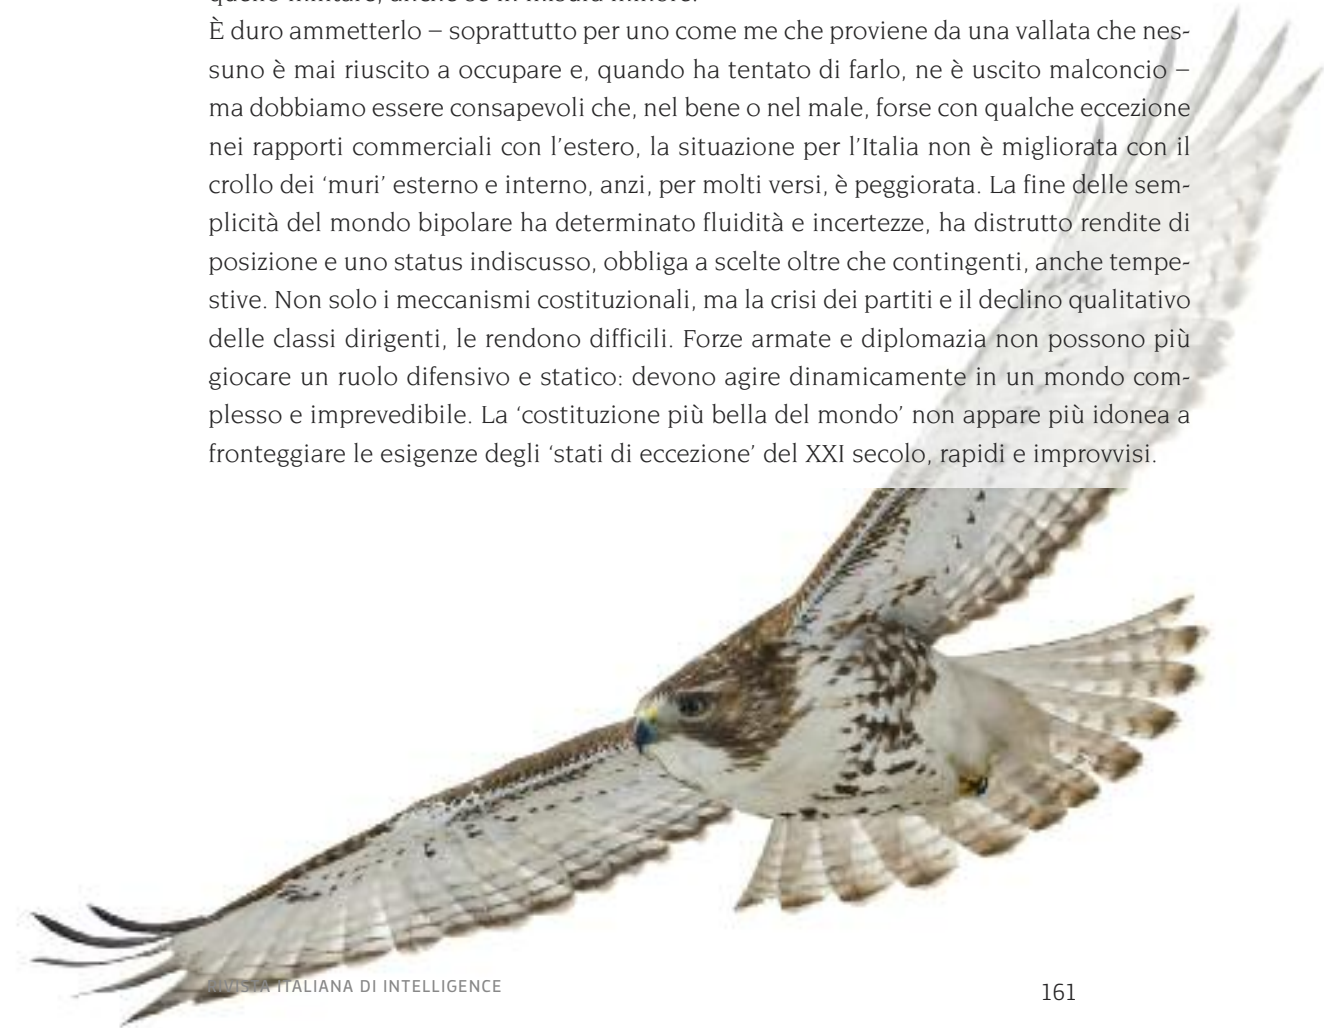 È duro ammetterlo – soprattutto per uno come me che proviene da una vallata che nes-
suno è mai riuscito a occupare e, quando ha tentato di farlo, ne è uscito malconcio –
ma dobbiamo essere consapevoli che, nel bene o nel male, forse con qualche eccezione
nei rapporti commerciali con l’estero, la situazione per l’Italia non è migliorata con il
crollo dei ‘muri’ esterno e interno, anzi, per molti versi, è peggiorata. La fine delle sem-
plicità del mondo bipolare ha determinato fluidità e incertezze, ha distrutto rendite di
posizione e uno status indiscusso, obbliga a scelte oltre che contingenti, anche tempe-
stive. Non solo i meccanismi costituzionali, ma la crisi dei partiti e il declino qualitativo
delle classi dirigenti, le rendono difficili. Forze armate e diplomazia non possono più
giocare un ruolo difensivo e statico: devono agire dinamicamente in un mondo com-
plesso e imprevedibile. La ‘costituzione più bella del mondo’ non appare più idonea a
fronteggiare le esigenze degli ‘stati di eccezione’ del XXI secolo, rapidi e improvvisi.
RIVISTA ITALIANA DI INTELLIGENCE
161